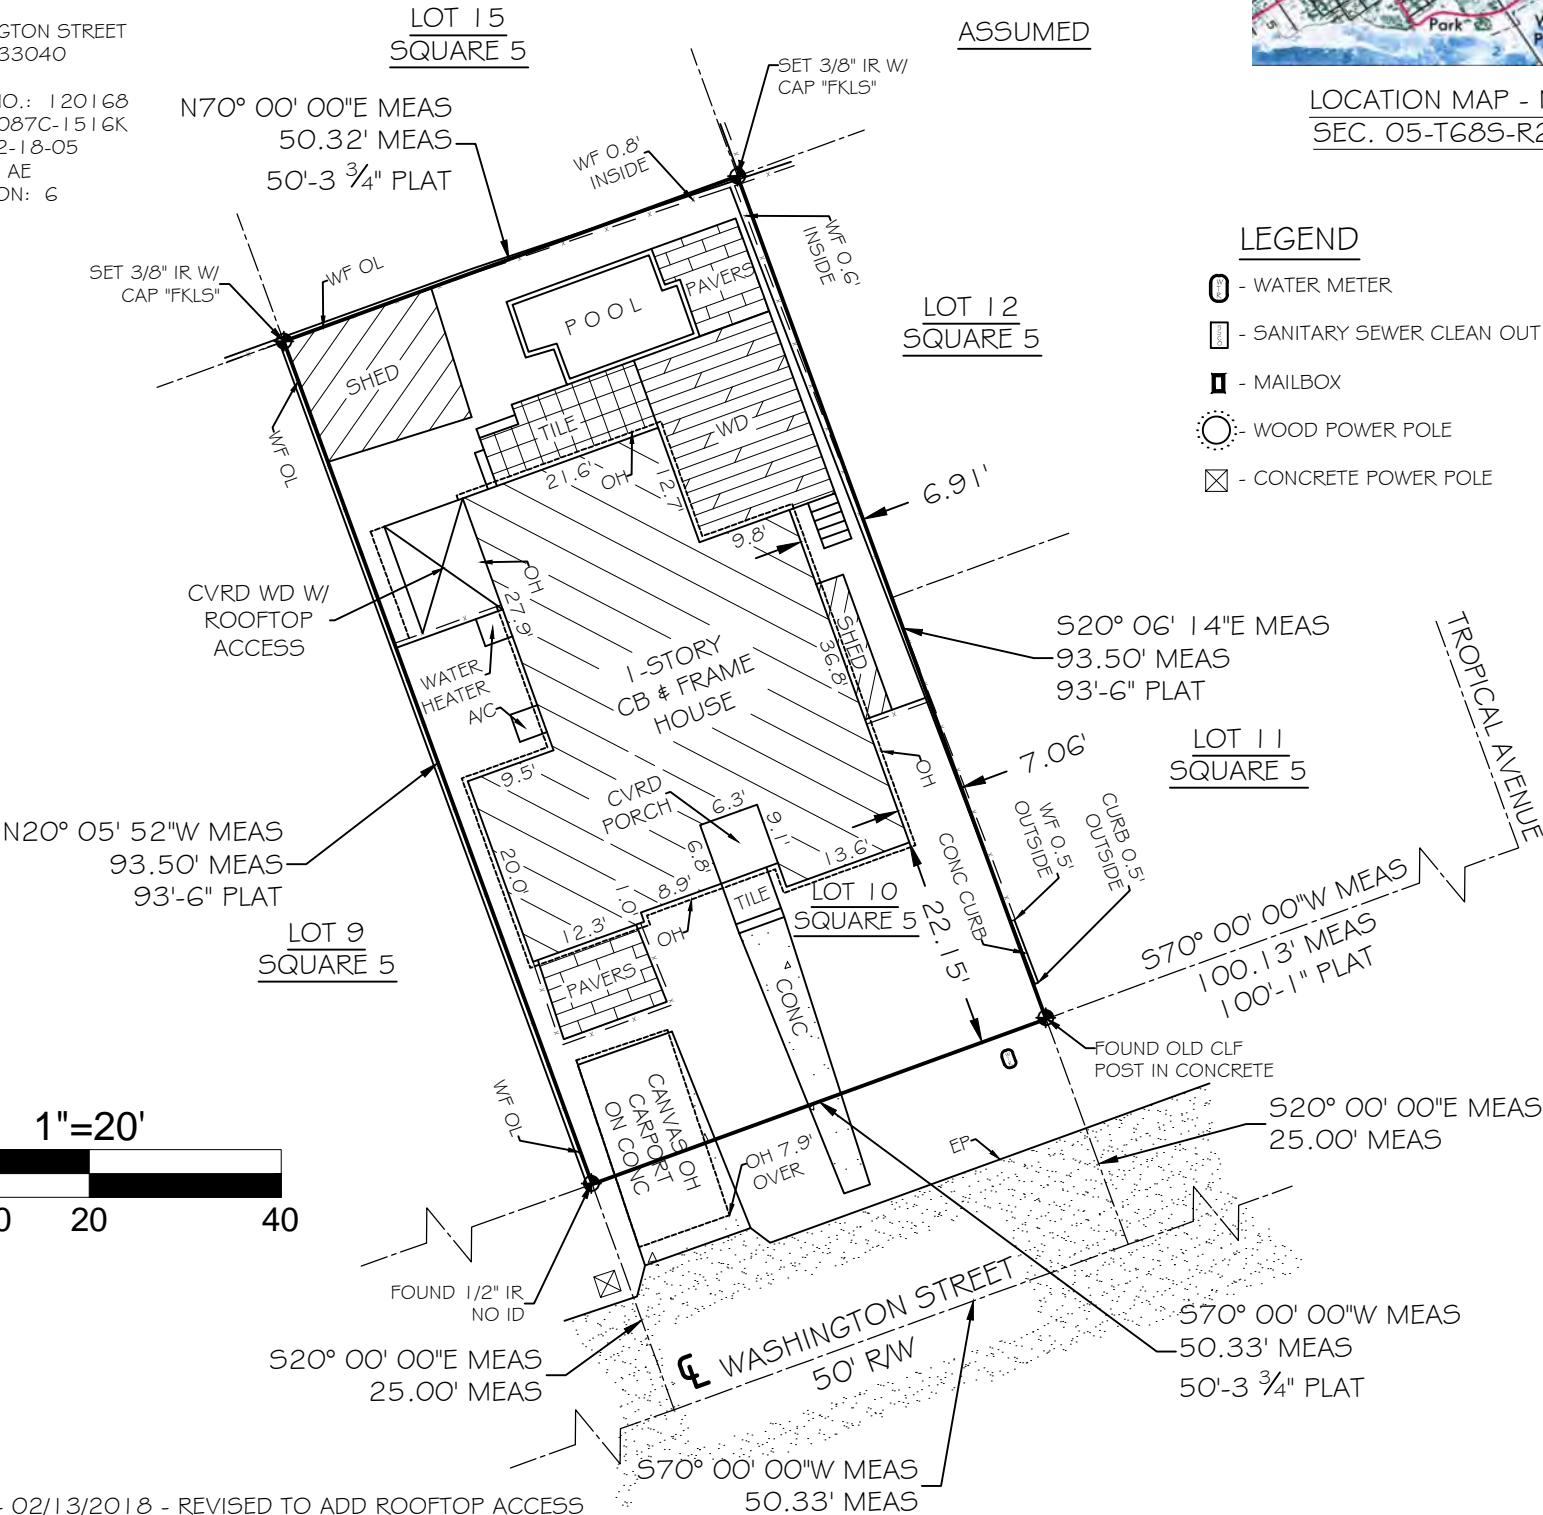 LOT 15
SQUARE 5
ASSUMED
GTON STREET
33040
O.: 120168
087C-1516K
2-18-05
AE
ON: 6
Park
LOCATION MAP -
SEC. 05-T68S-R2
N70° 00' 00"E MEAS
50.32' MEAS
50'-3 3/4" PLAT
SET 3/8" IR W/
CAP "FKLS"
WF 0.8'
INSIDE
WF 0.6'
INSIDE
SET 3/8" IR W/
CAP "FKLS"
WF OL
WF OL
LEGEND
- WATER METER
- SANITARY SEWER CLEAN OUT
- MAILBOX
- WOOD POWER POLE
- CONCRETE POWER POLE
LOT 12
SQUARE 5
POOL
PAVERS
SHED
TILE
WD
21.6'
OH
12.7'
9.8'
6.91'
CVRD WD W/
ROOFTOP
ACCESS
OH
27.9'
WATER
HEATER
A/C
1-STORY
CB & FRAME
HOUSE
SHED
36.8'
S20° 06' 14"E MEAS
93.50' MEAS
93'-6" PLAT
TROPICAL AVENUE
LOT 11
SQUARE 5
7.06'
OH
9.5'
CVRD
PORCH
6.3'
9.1'
6.8'
13.6'
N20° 05' 52"W MEAS
93.50' MEAS
93'-6" PLAT
20.0'
1.0'
8.9'
12.3'
OH
TILE
LOT 10
SQUARE 5
22.15'
CONC CURB
WF 0.5'
OUTSIDE
CURB 0.5'
OUTSIDE
S70° 00' 00"W MEAS
100.13' MEAS
100'-1" PLAT
LOT 9
SQUARE 5
PAVERS
CONC
FOUND OLD CLF
POST IN CONCRETE
WF OL
CANVAS OH
CARPORT
ON CONC
OH 7.9'
OVER
EP
S20° 00' 00"E MEAS
25.00' MEAS
1"=20'
0 20 40
FOUND 1/2" IR
NO ID
S20° 00' 00"E MEAS
25.00' MEAS
CL WASHINGTON STREET
50' R/W
S70° 00' 00"W MEAS
50.33' MEAS
50'-3 3/4" PLAT
S70° 00' 00"W MEAS
50.33' MEAS
- 02/13/2018 - REVISED TO ADD ROOFTOP ACCESS